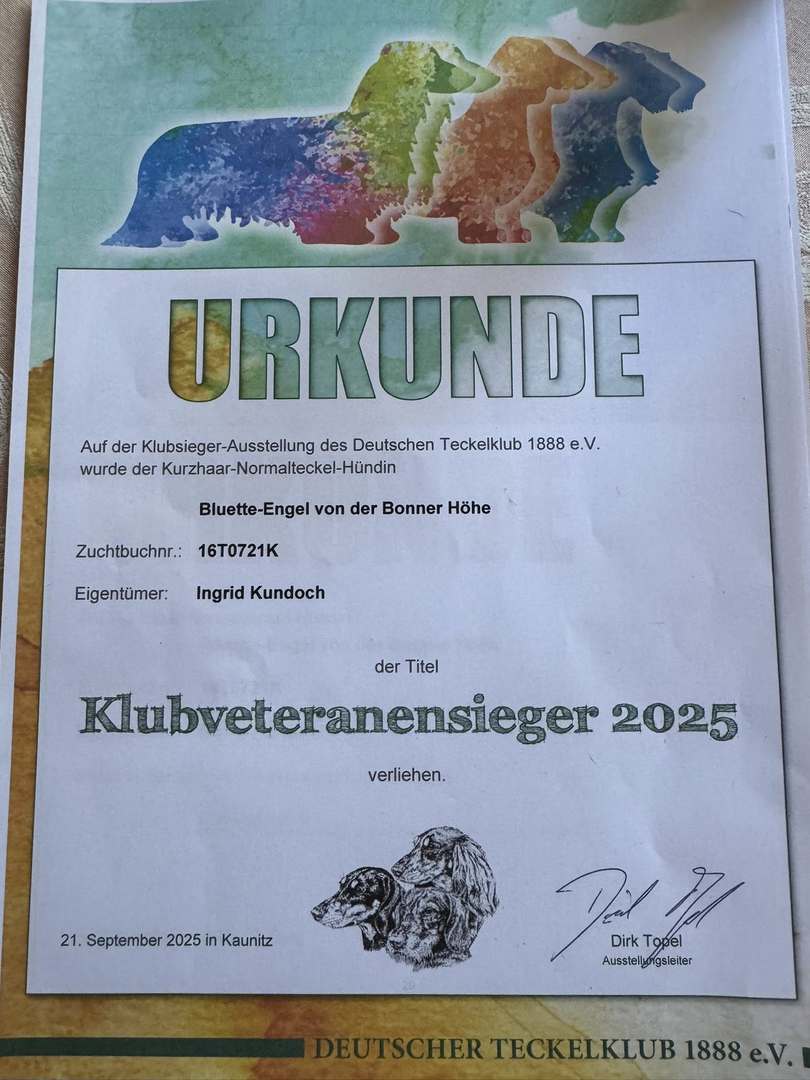 URKUNDE
Auf der Klubsieger-Ausstellung des Deutschen Teckelklub 1888 e.V.
wurde der Kurzhaar-Normalteckel-Hündin
Bluette-Engel von der Bonner Höhe
Zuchtbuchnr.: 16T0721K
Eigentümer: Ingrid Kundoch
der Titel
Klubveteranensieger 2025
verliehen.
21. September 2025 in Kaunitz
Dirk Topel
Ausstellungsleiter
DEUTSCHER TECKELKLUB 1888 e.V.